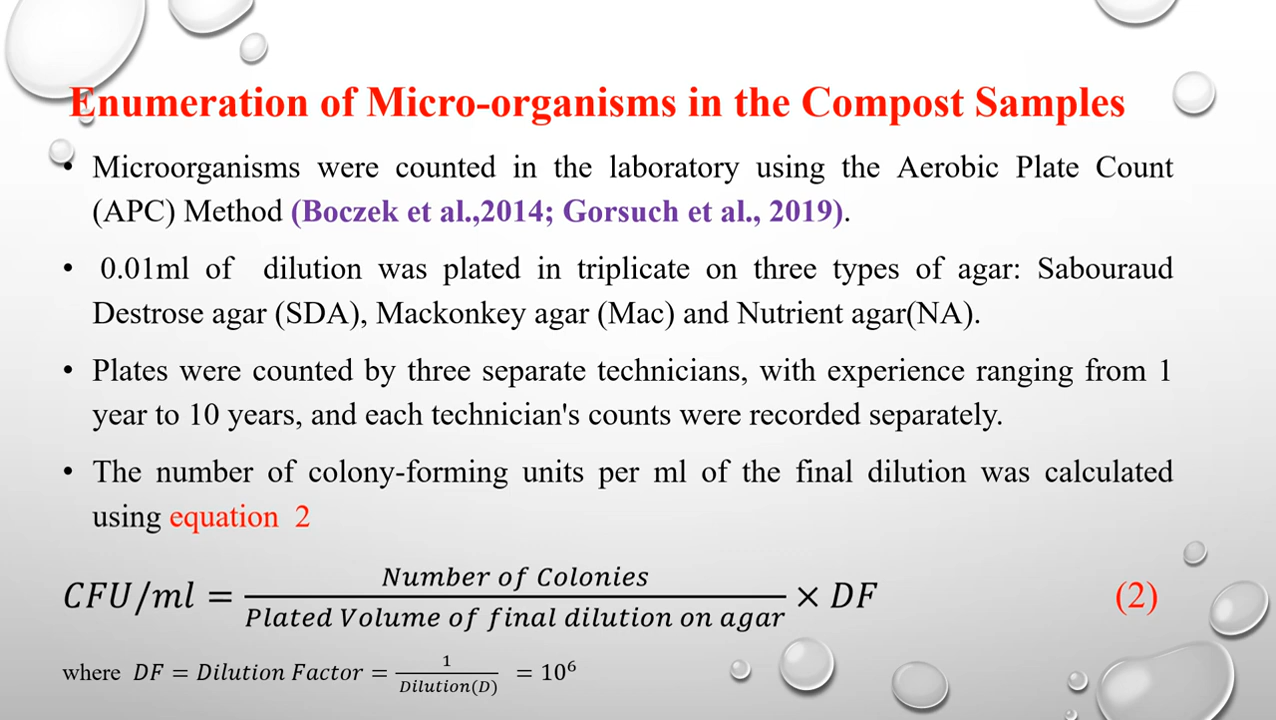 Enumeration of Micro-organisms in the Compost Samples
• Microorganisms were counted in the laboratory using the Aerobic Plate Count
(APC) Method (Boczek et al.,2014; Gorsuch et al., 2019).
• 0.01ml of dilution was plated in triplicate on three types of agar: Sabouraud
Destrose agar (SDA), Mackonkey agar (Mac) and Nutrient agar(NA).
• Plates were counted by three separate technicians, with experience ranging from 1
year to 10 years, and each technician's counts were recorded separately.
• The number of colony-forming units per ml of the final dilution was calculated
using equation 2
CFU/ml = Number of Colonies / Plated Volume of final dilution on agar × DF (2)
where DF = Dilution Factor = 1 / Dilution(D) = 10⁶